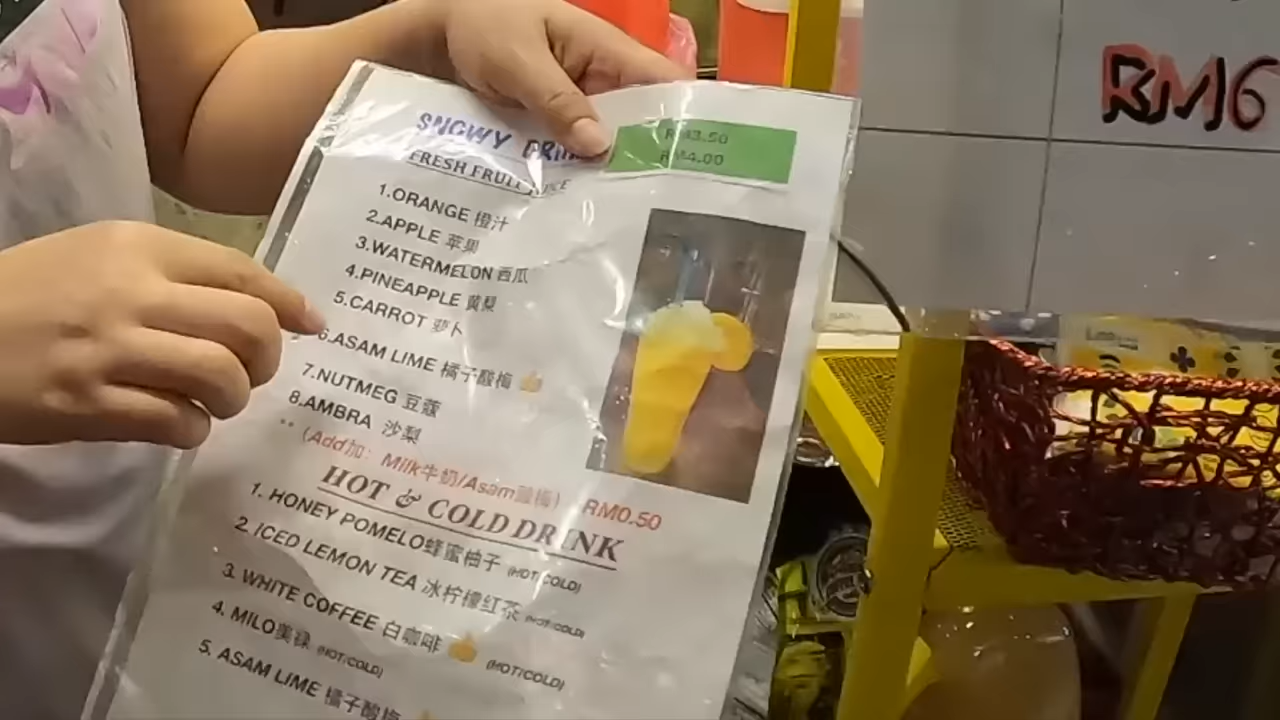 SNOWY
RM3.50
RM4.00
FRESH FRUIT JUICE
1.ORANGE 橙汁
2.APPLE 苹果
3.WATERMELON 西瓜
4.PINEAPPLE 黄梨
5.CARROT 萝卜
6.ASAM LIME 橘子酸梅
7.NUTMEG 豆蔻
8.AMBRA 沙梨
** (Add加: Milk牛奶/Asam酸梅) RM0.50
HOT & COLD DRINK
1. HONEY POMELO蜂蜜柚子 (HOT/COLD)
2. ICED LEMON TEA 冰柠檬红茶 (HOT/COLD)
3. WHITE COFFEE 白咖啡 (HOT/COLD)
4. MILO美禄 (HOT/COLD)
5. ASAM LIME 橘子酸梅
RM6